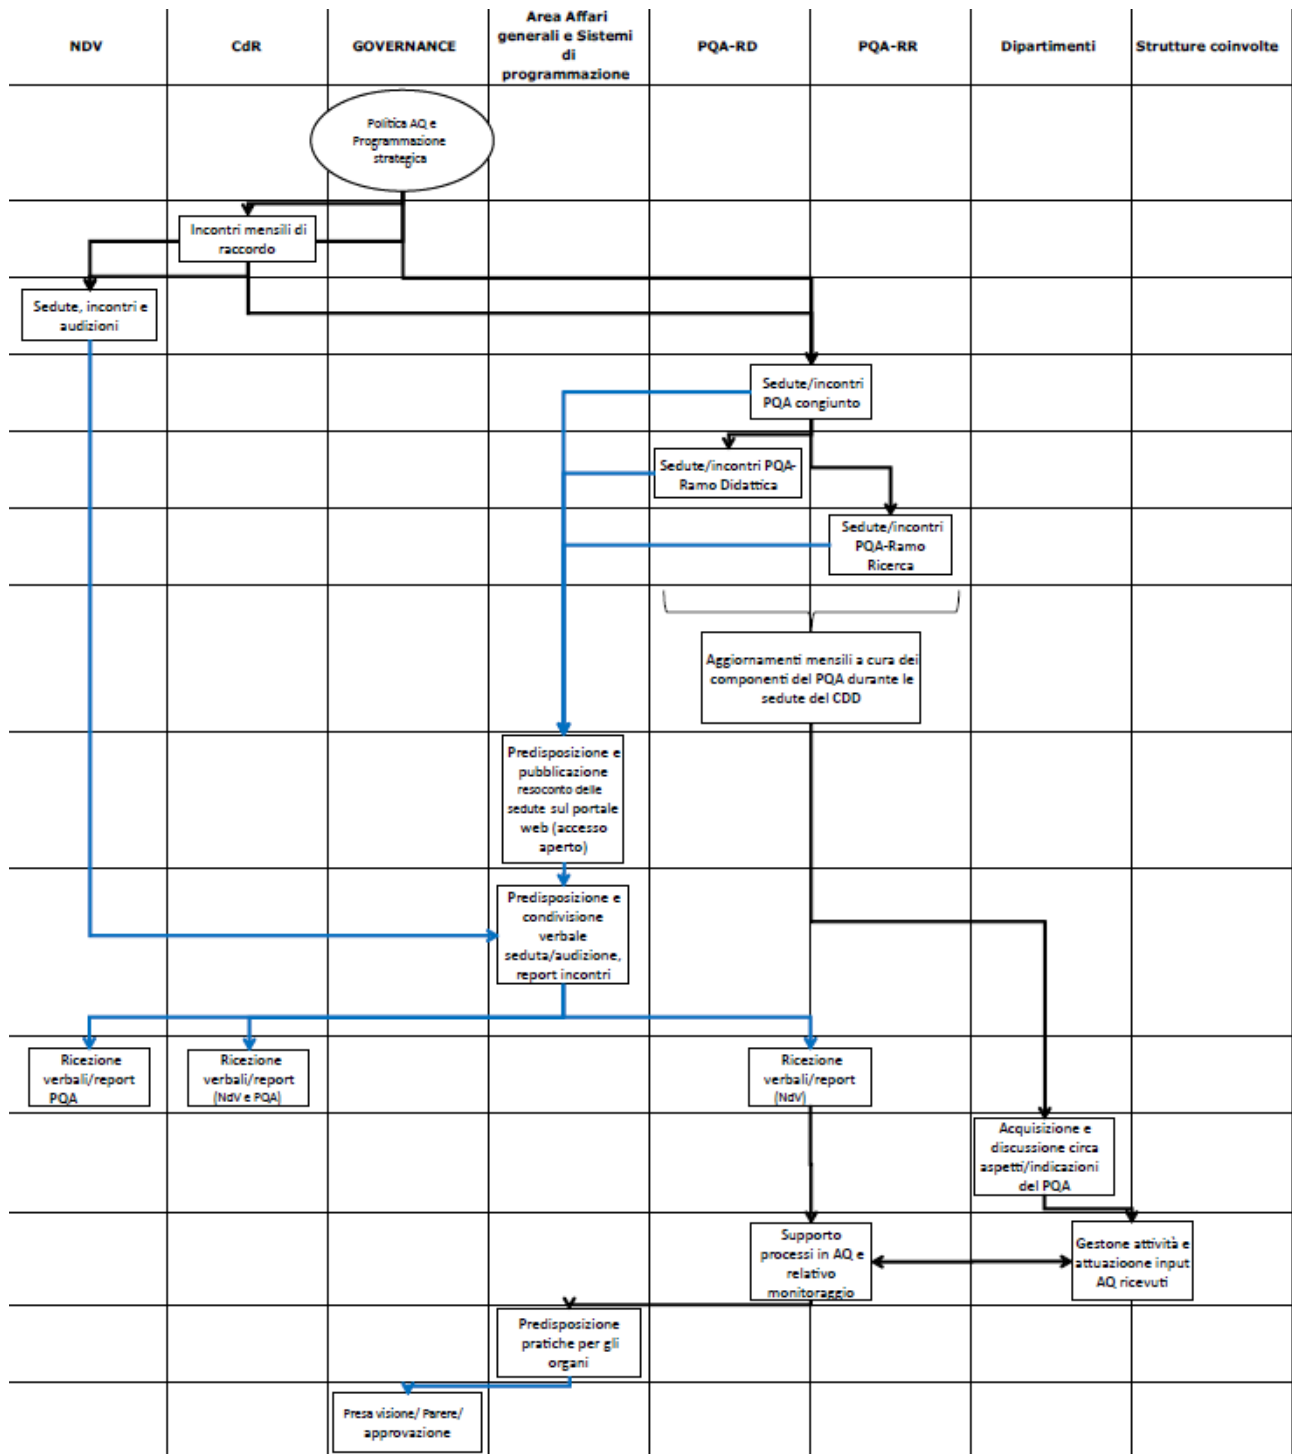 NDV
CdR
GOVERNANCE
Area Affari
generali e Sistemi
di
programmazione
PQA-RD
PQA-RR
Dipartimenti
Strutture coinvolte
Politica AQ e
Programmazione
strategica
Incontri mensili di
raccordo
Sedute, incontri e
audizioni
Sedute/incontri
PQA congiunto
Sedute/incontri PQA-
Ramo Didattica
Sedute/incontri
PQA-Ramo
Ricerca
Aggiornamenti mensili a cura dei
componenti del PQA durante le
sedute del CDD
Predisposizione e
pubblicazione
resoconto delle
sedute sul portale
web (accesso
aperto)
Predisposizione e
condivisione
verbale
seduta/audizione,
report incontri
Ricezione
verbali/report
PQA
Ricezione
verbali/report
(NdV e PQA)
Ricezione
verbali/report
(NdV)
Acquisizione e
discussione circa
aspetti/indicazioni
del PQA
Supporto
processi in AQ e
relativo
monitoraggio
Gestone attività e
attuazioone input
AQ ricevuti
Predisposizione
pratiche per gli
organi
Presa visione/ Parere/
approvazione